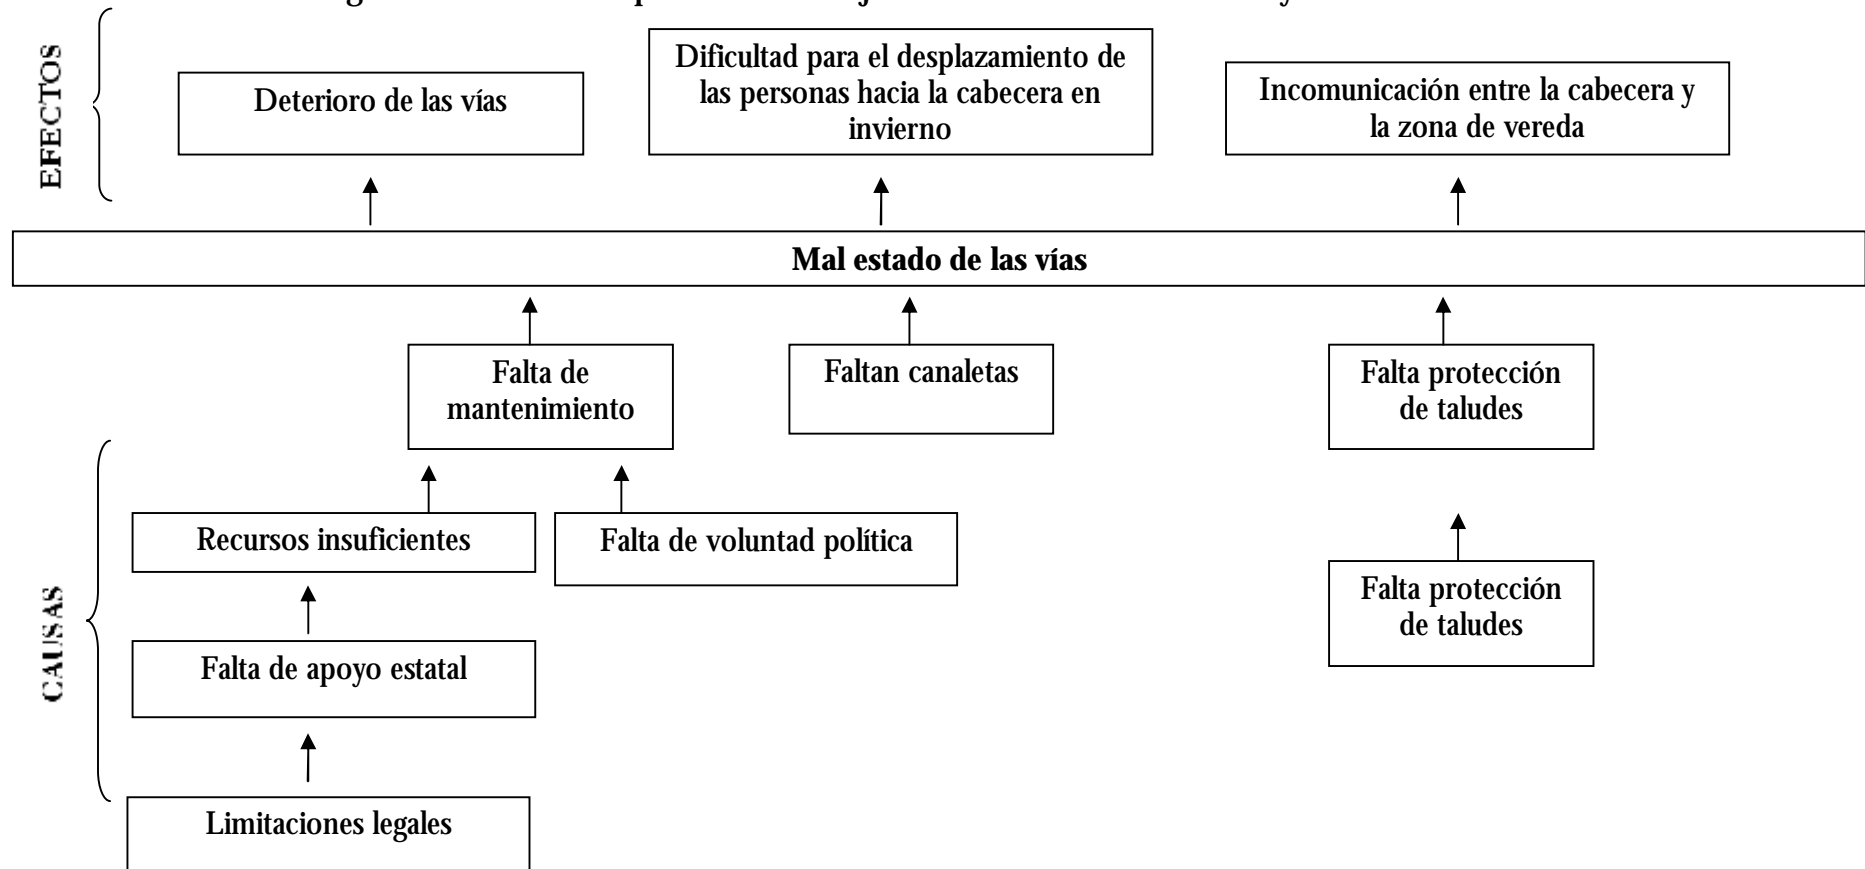 EFECTOS
Deterioro de las vías
Dificultad para el desplazamiento de
las personas hacia la cabecera en
invierno
Incomunicación entre la cabecera y
la zona de vereda
Mal estado de las vías
Falta de
mantenimiento
Faltan canaletas
Falta protección
de taludes
CAUSAS
Recursos insuficientes
Falta de voluntad política
Falta protección
de taludes
Falta de apoyo estatal
Limitaciones legales